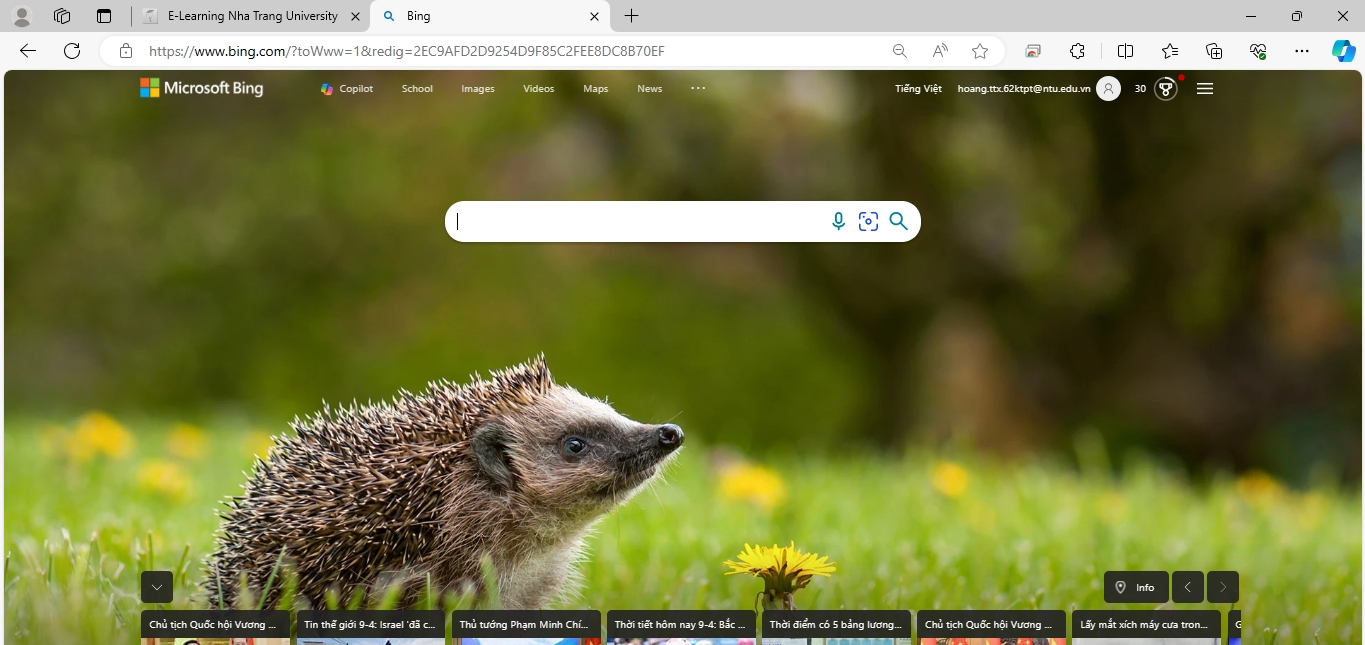 E-Learning Nha Trang University
Bing
https://www.bing.com/?toWww=1&redig=2EC9AFD2D9254D9F85C2FEE8DC8B70EF
Microsoft Bing
Copilot
School
Images
Videos
Maps
News
Tiếng Việt
hoang.ttx.62ktpt@ntu.edu.vn
30
Info
Chủ tịch Quốc hội Vương ...
Tin thế giới 9-4: Israel 'đã c...
Thủ tướng Phạm Minh Chí...
Thời tiết hôm nay 9-4: Bắc ...
Thời điểm có 5 bảng lương...
Chủ tịch Quốc hội Vương ...
Lấy mắt xích máy cưa tron...
G